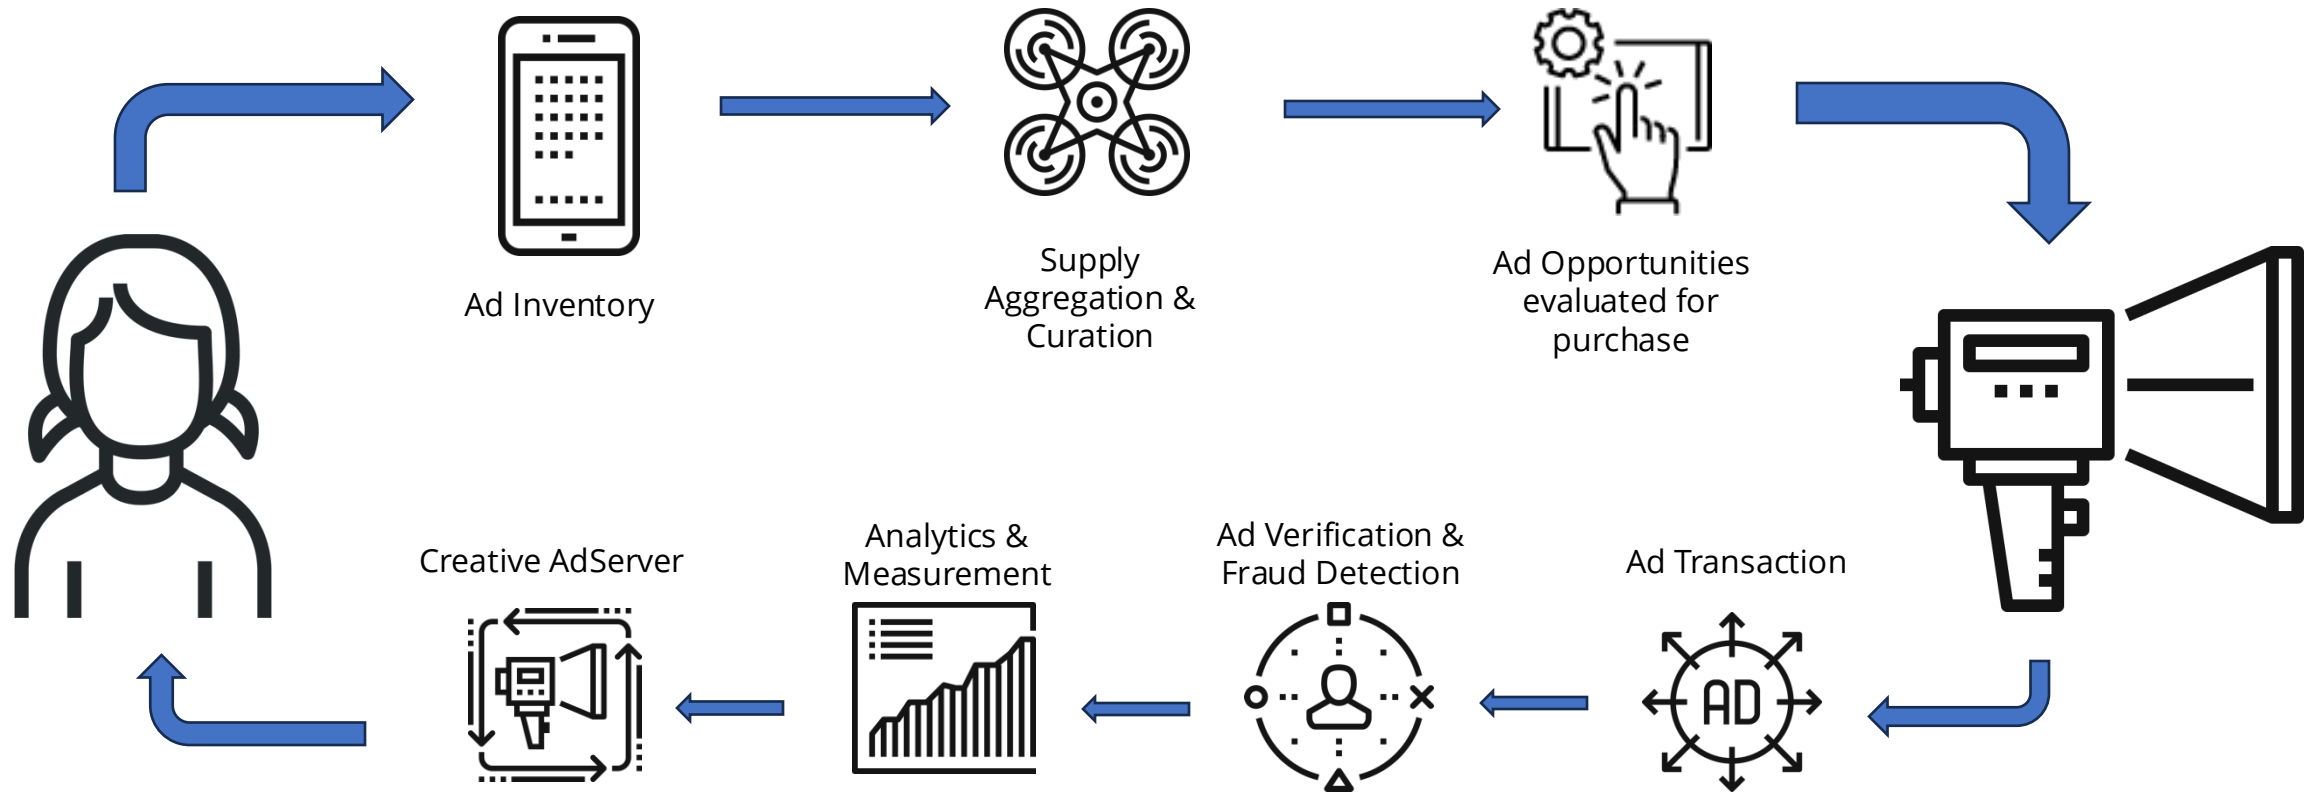 Ad Inventory
Supply
Aggregation &
Curation
Ad Opportunities
evaluated for
purchase
Creative AdServer
Analytics &
Measurement
Ad Verification &
Fraud Detection
Ad Transaction
AD